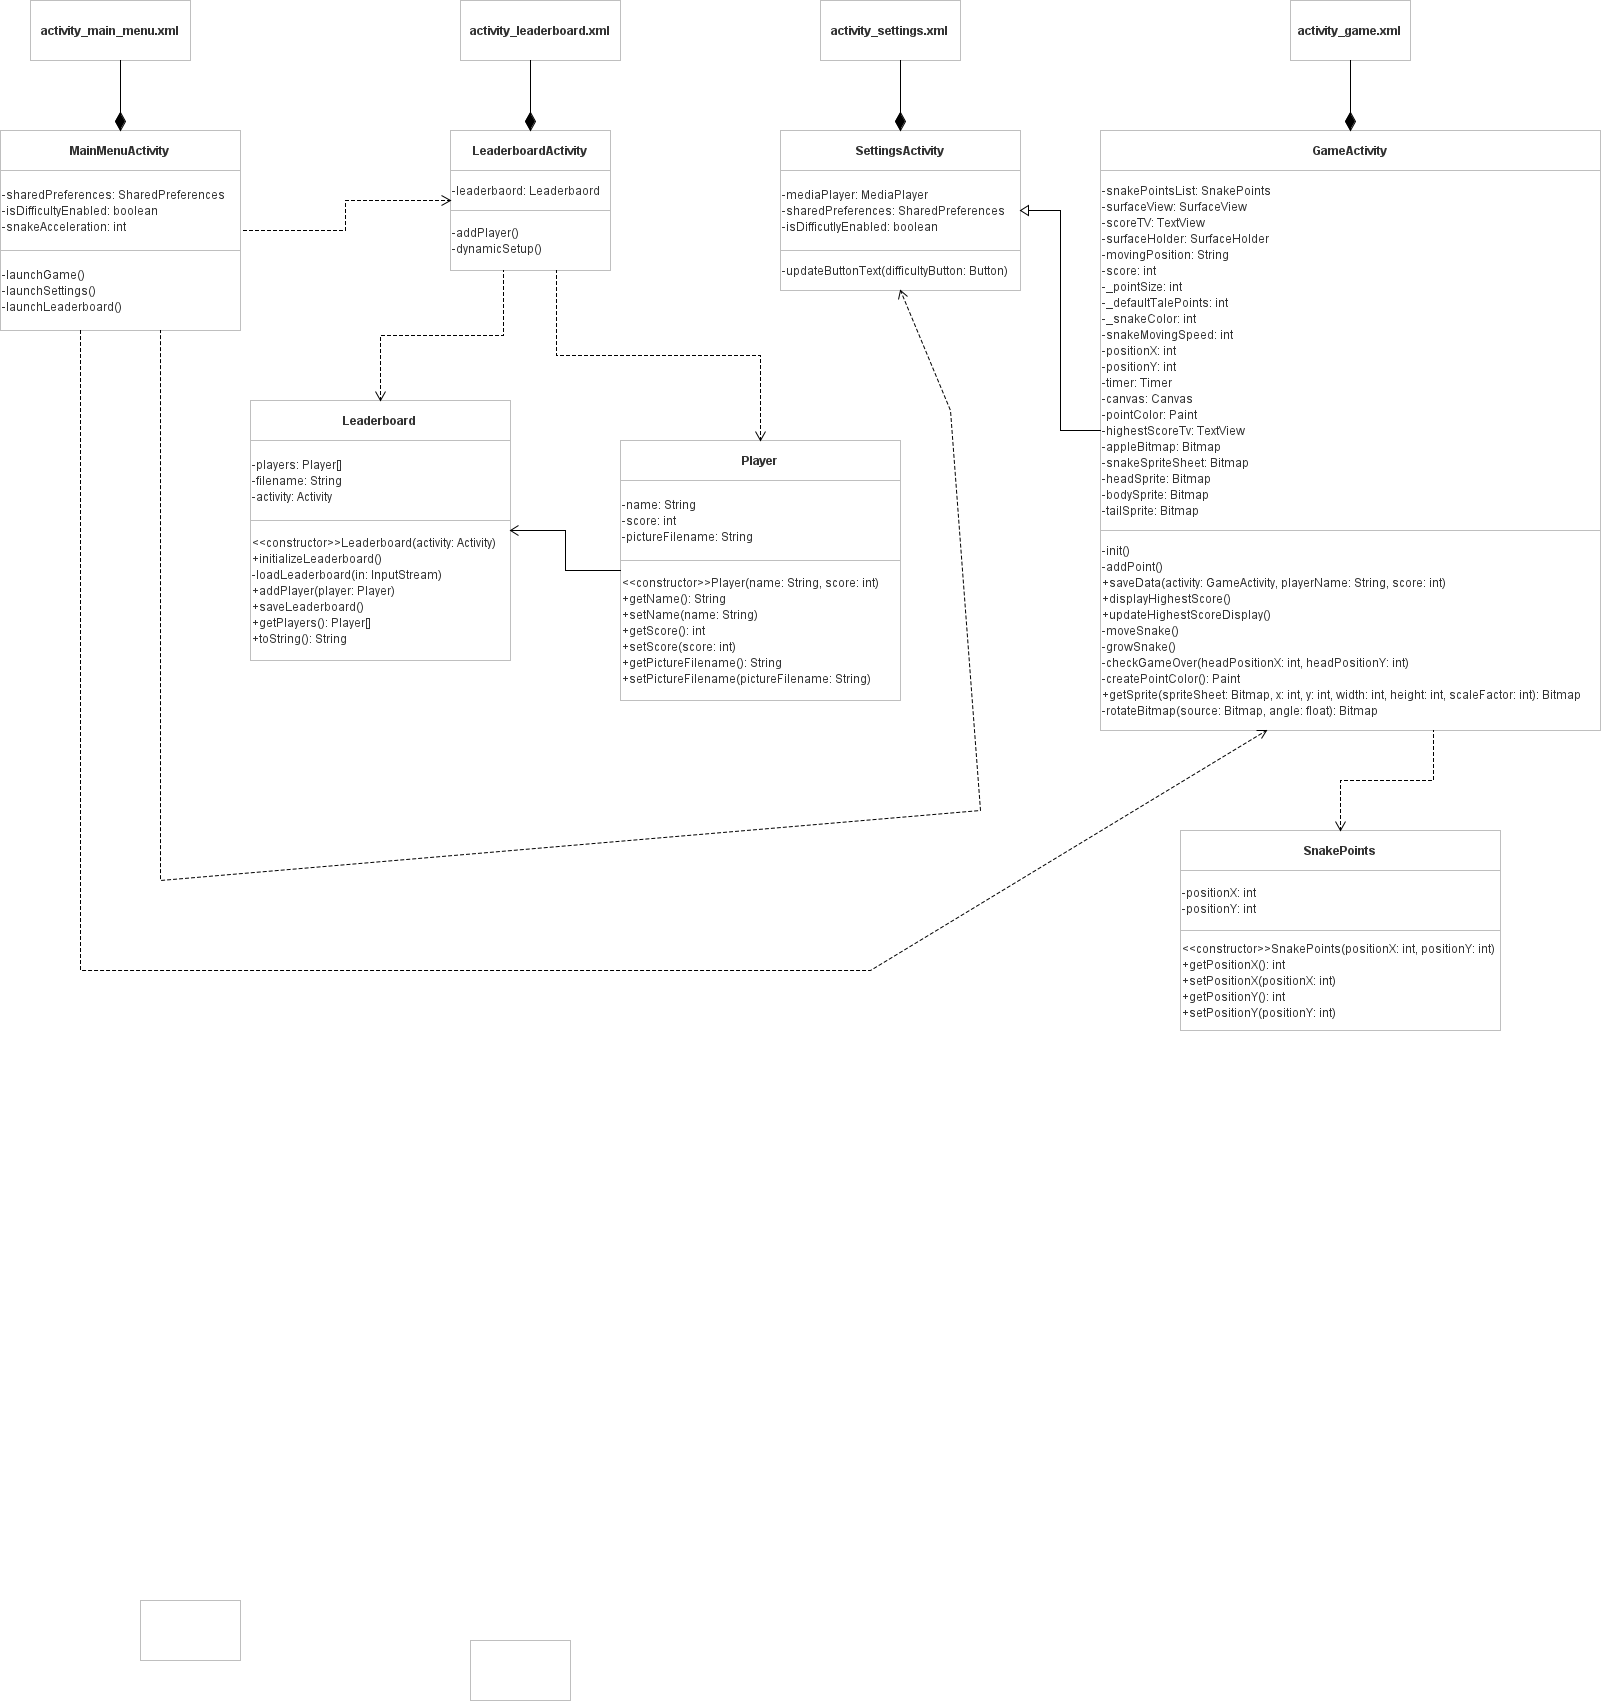 activity_main_menu.xml
activity_leaderboard.xml
activity_settings.xml
activity_game.xml
MainMenuActivity
-sharedPreferences: SharedPreferences
-isDifficultyEnabled: boolean
-snakeAcceleration: int
-launchGame()
-launchSettings()
-launchLeaderboard()
LeaderboardActivity
-leaderbaord: Leaderbaord
-addPlayer()
-dynamicSetup()
SettingsActivity
-mediaPlayer: MediaPlayer
-sharedPreferences: SharedPreferences
-isDifficutlyEnabled: boolean
-updateButtonText(difficultyButton: Button)
GameActivity
-snakePointsList: SnakePoints
-surfaceView: SurfaceView
-scoreTV: TextView
-surfaceHolder: SurfaceHolder
-movingPosition: String
-score: int
-_pointSize: int
-_defaultTalePoints: int
-_snakeColor: int
-snakeMovingSpeed: int
-positionX: int
-positionY: int
-timer: Timer
-canvas: Canvas
-pointColor: Paint
-highestScoreTv: TextView
-appleBitmap: Bitmap
-snakeSpriteSheet: Bitmap
-headSprite: Bitmap
-bodySprite: Bitmap
-tailSprite: Bitmap
-init()
-addPoint()
+saveData(activity: GameActivity, playerName: String, score: int)
+displayHighestScore()
+updateHighestScoreDisplay()
-moveSnake()
-growSnake()
-checkGameOver(headPositionX: int, headPositionY: int)
-createPointColor(): Paint
+getSprite(spriteSheet: Bitmap, x: int, y: int, width: int, height: int, scaleFactor: int): Bitmap
-rotateBitmap(source: Bitmap, angle: float): Bitmap
Leaderboard
-players: Player[]
-filename: String
-activity: Activity
<<constructor>>Leaderboard(activity: Activity)
+initializeLeaderboard()
-loadLeaderboard(in: InputStream)
+addPlayer(player: Player)
+saveLeaderboard()
+getPlayers(): Player[]
+toString(): String
Player
-name: String
-score: int
-pictureFilename: String
<<constructor>>Player(name: String, score: int)
+getName(): String
+setName(name: String)
+getScore(): int
+setScore(score: int)
+getPictureFilename(): String
+setPictureFilename(pictureFilename: String)
SnakePoints
-positionX: int
-positionY: int
<<constructor>>SnakePoints(positionX: int, positionY: int)
+getPositionX(): int
+setPositionX(positionX: int)
+getPositionY(): int
+setPositionY(positionY: int)